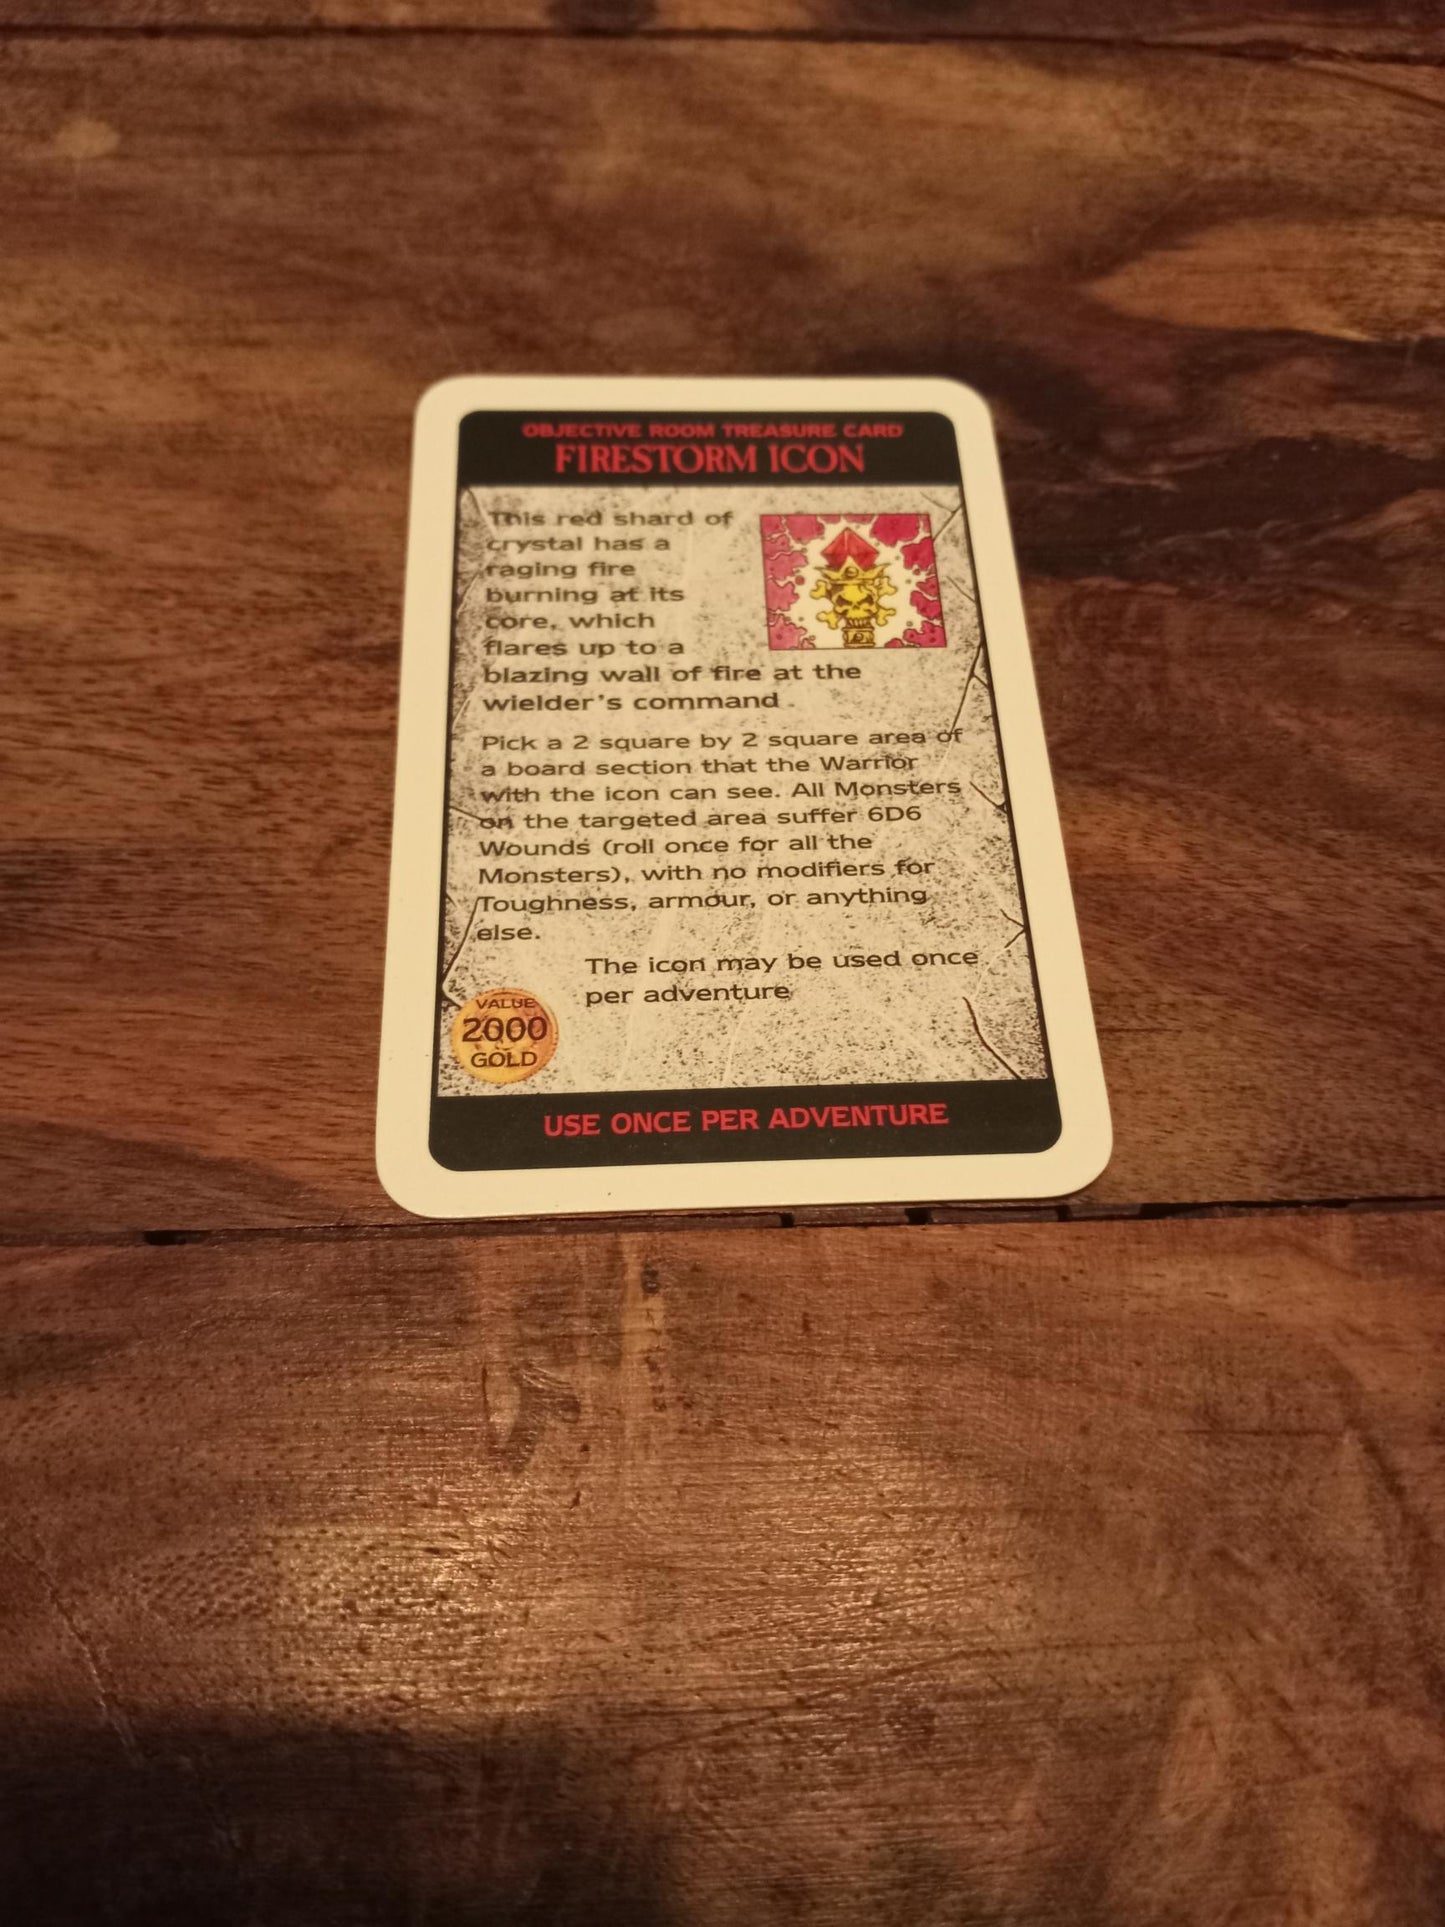 OBJECTIVE ROOM TREASURE CARD
FIRESTORM ICON
This red shard of
crystal has a
raging fire
burning at its
core, which
flares up to a
blazing wall of fire at the
wielder's command .
Pick a 2 square by 2 square area of
a board section that the Warrior
with the icon can see. All Monsters
on the targeted area suffer 6D6
Wounds (roll once for all the
Monsters), with no modifiers for
Toughness, armour, or anything
else.
The icon may be used once
per adventure
VALUE
2000
GOLD
USE ONCE PER ADVENTURE